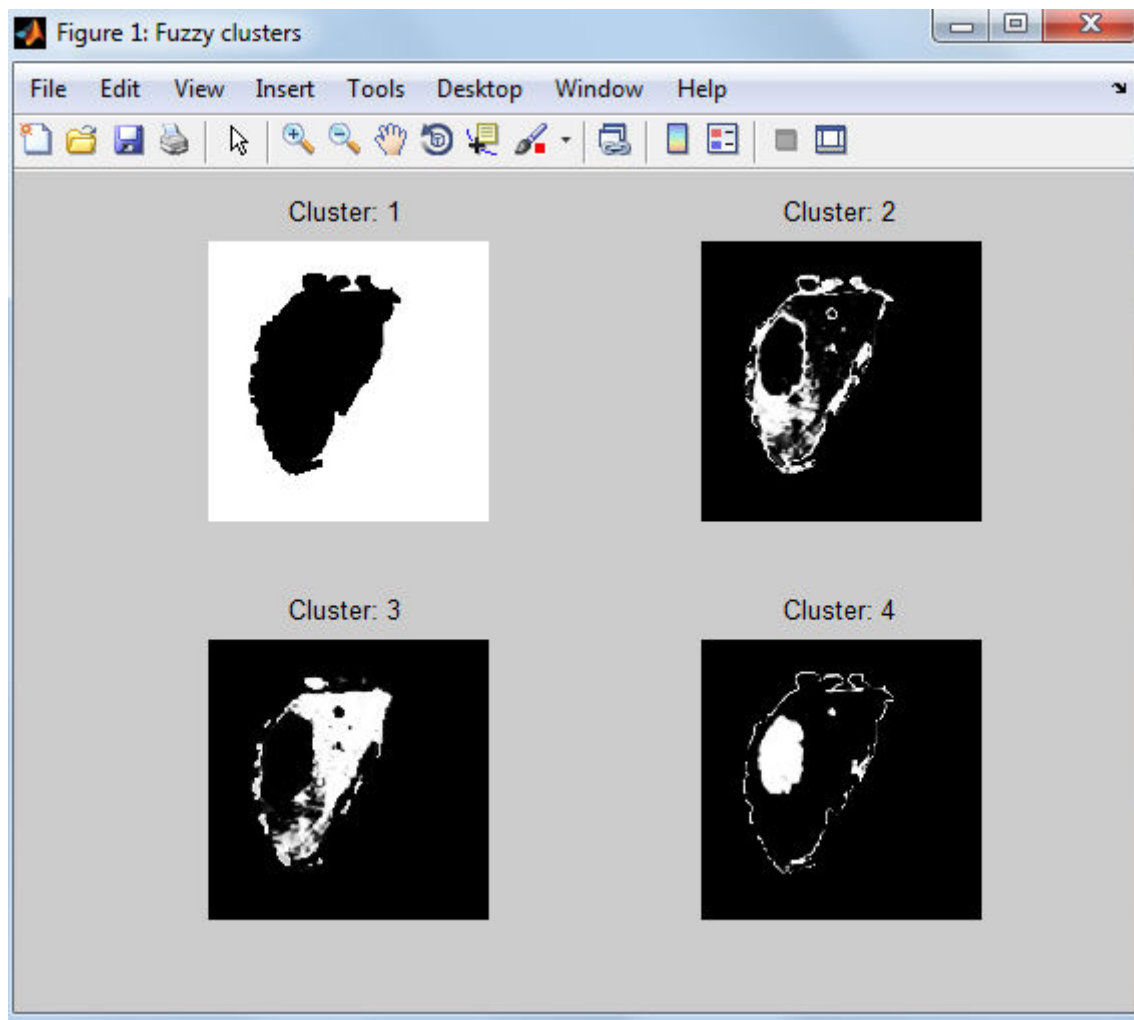 Figure 1: Fuzzy clusters
File Edit View Insert Tools Desktop Window Help
Cluster: 1
Cluster: 2
Cluster: 3
Cluster: 4